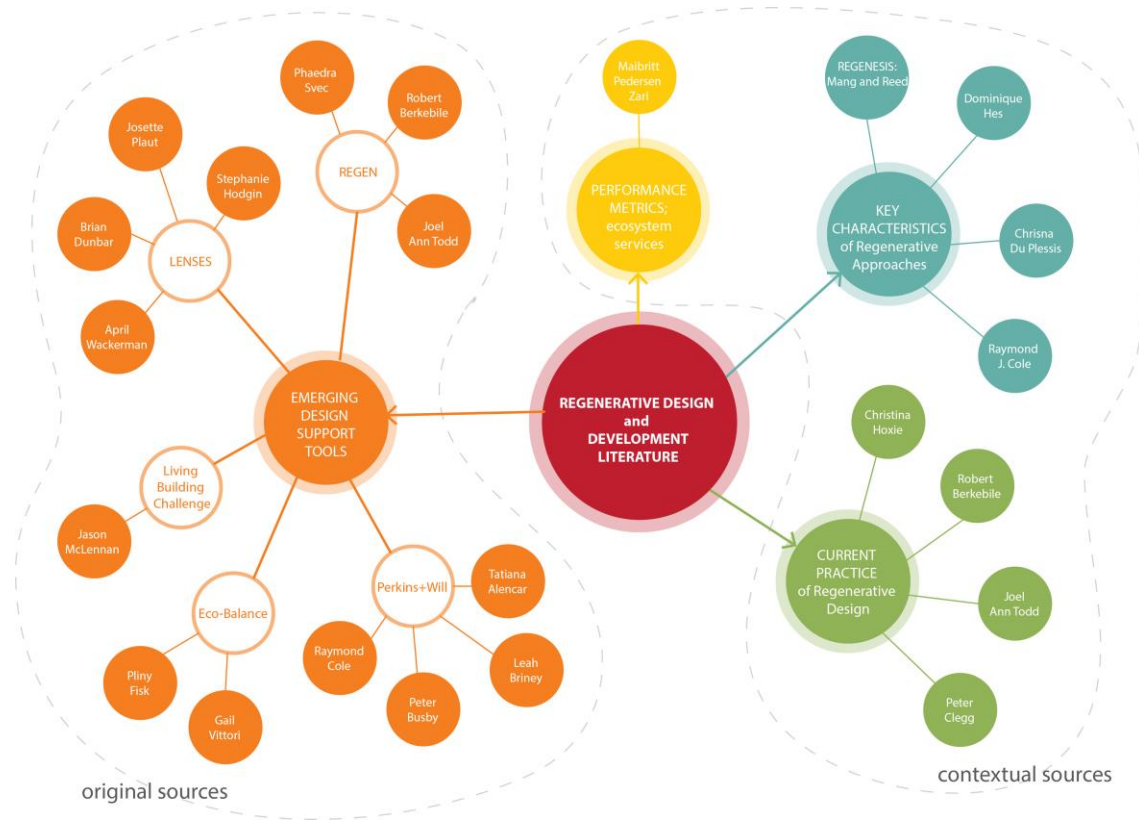 Phaedra
Svec
Robert
Berkebile
REGEN
Joel
Ann Todd
Josette
Plaut
Stephanie
Hodgin
Brian
Dunbar
LENSES
April
Wackerman
EMERGING
DESIGN
SUPPORT
TOOLS
Living
Building
Challenge
Jason
McLennan
Eco-Balance
Pliny
Fisk
Gail
Vittori
Perkins+Will
Tatiana
Alencar
Raymond
Cole
Peter
Busby
Leah
Briney
original sources
REGENERATIVE DESIGN
and
DEVELOPMENT
LITERATURE
Maibritt
Pedersen
Zari
PERFORMANCE
METRICS;
ecosystem
services
REGENESIS:
Mang and Reed
Dominique
Hes
KEY
CHARACTERISTICS
of Regenerative
Approaches
Chrisna
Du Plessis
Raymond
J. Cole
Christina
Hoxie
Robert
Berkebile
CURRENT
PRACTICE
of Regenerative
Design
Joel
Ann Todd
Peter
Clegg
contextual sources